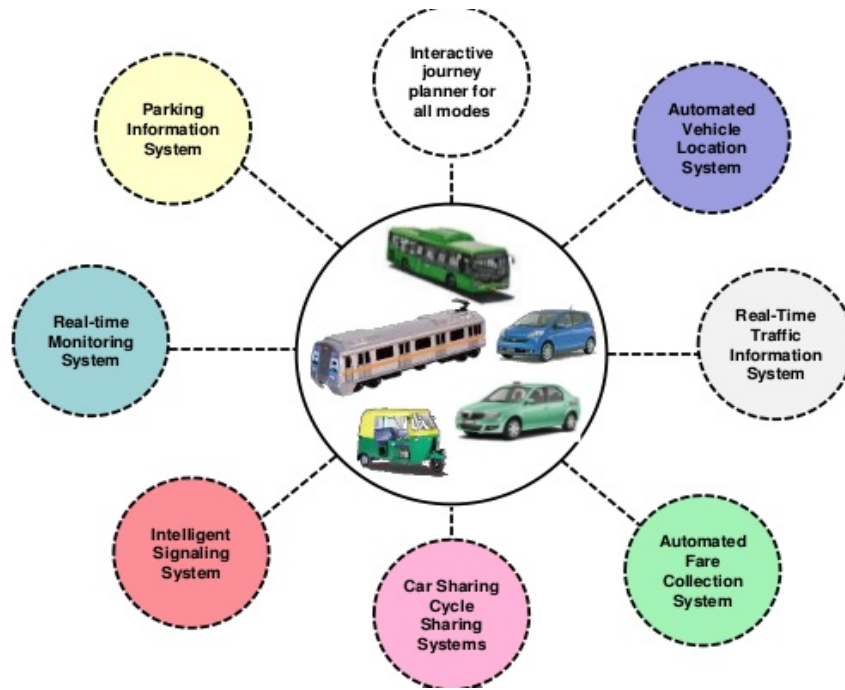 Interactive
journey
planner for
all modes
Parking
Information
System
Automated
Vehicle
Location
System
Real-time
Monitoring
System
Real-Time
Traffic
Information
System
Intelligent
Signaling
System
Car Sharing
Cycle
Sharing
Systems
Automated
Fare
Collection
System